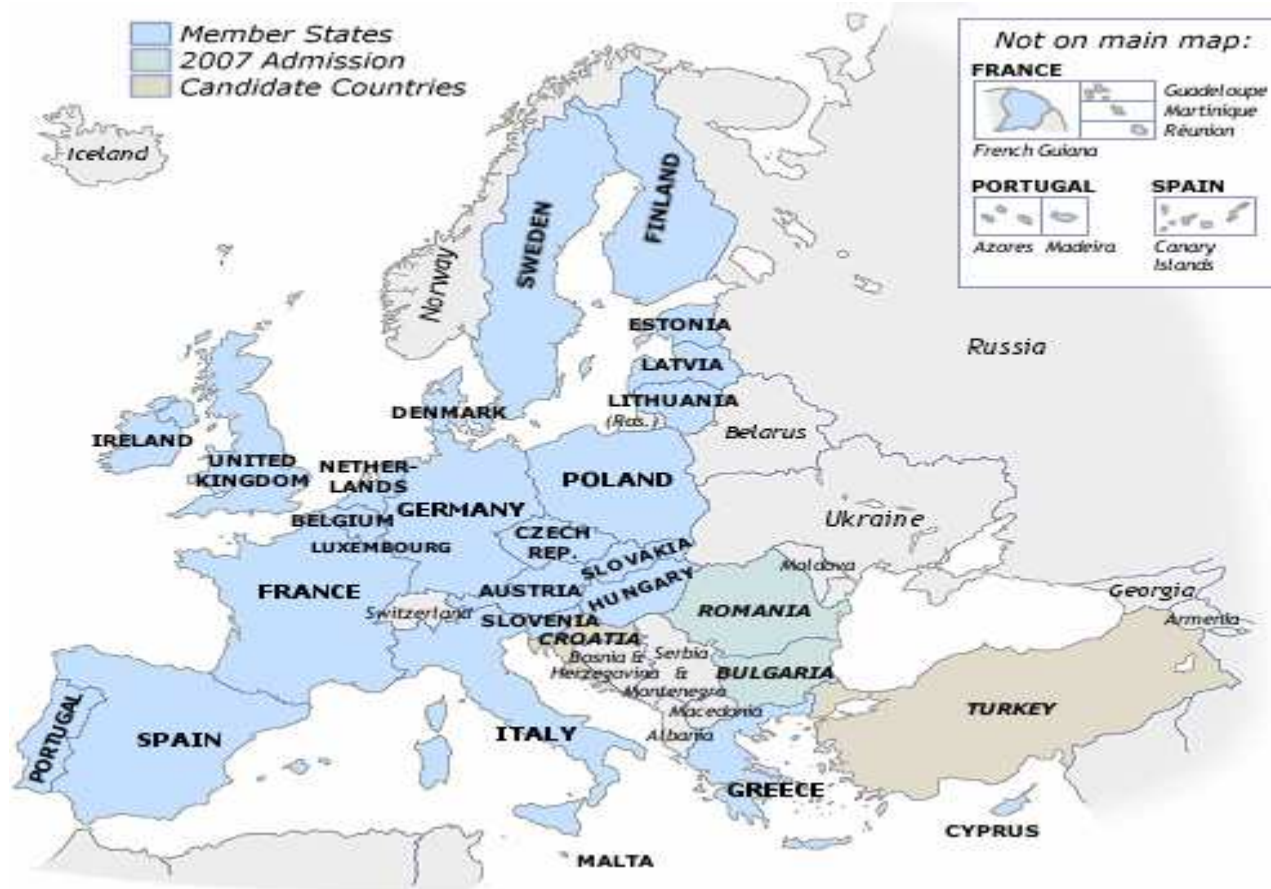 Member States
2007 Admission
Candidate Countries
Not on main map:
FRANCE
Guadeloupe
Martinique
Réunion
French Guiana
PORTUGAL
SPAIN
Azores
Madeira
Canary
Islands
Iceland
Norway
SWEDEN
FINLAND
Russia
ESTONIA
LATVIA
LITHUANIA
(Rus.)
DENMARK
Belarus
IRELAND
UNITED
KINGDOM
NETHER-
LANDS
POLAND
GERMANY
BELGIUM
Ukraine
CZECH
REP.
LUXEMBOURG
SLOVAKIA
Moldova
FRANCE
AUSTRIA
HUNGARY
Georgia
Switzerland
SLOVENIA
ROMANIA
Armenia
CROATIA
Bosnia &
Herzegovina
Serbia
&
Montenegro
BULGARIA
Macedonia
TURKEY
PORTUGAL
SPAIN
ITALY
Albania
GREECE
CYPRUS
MALTA